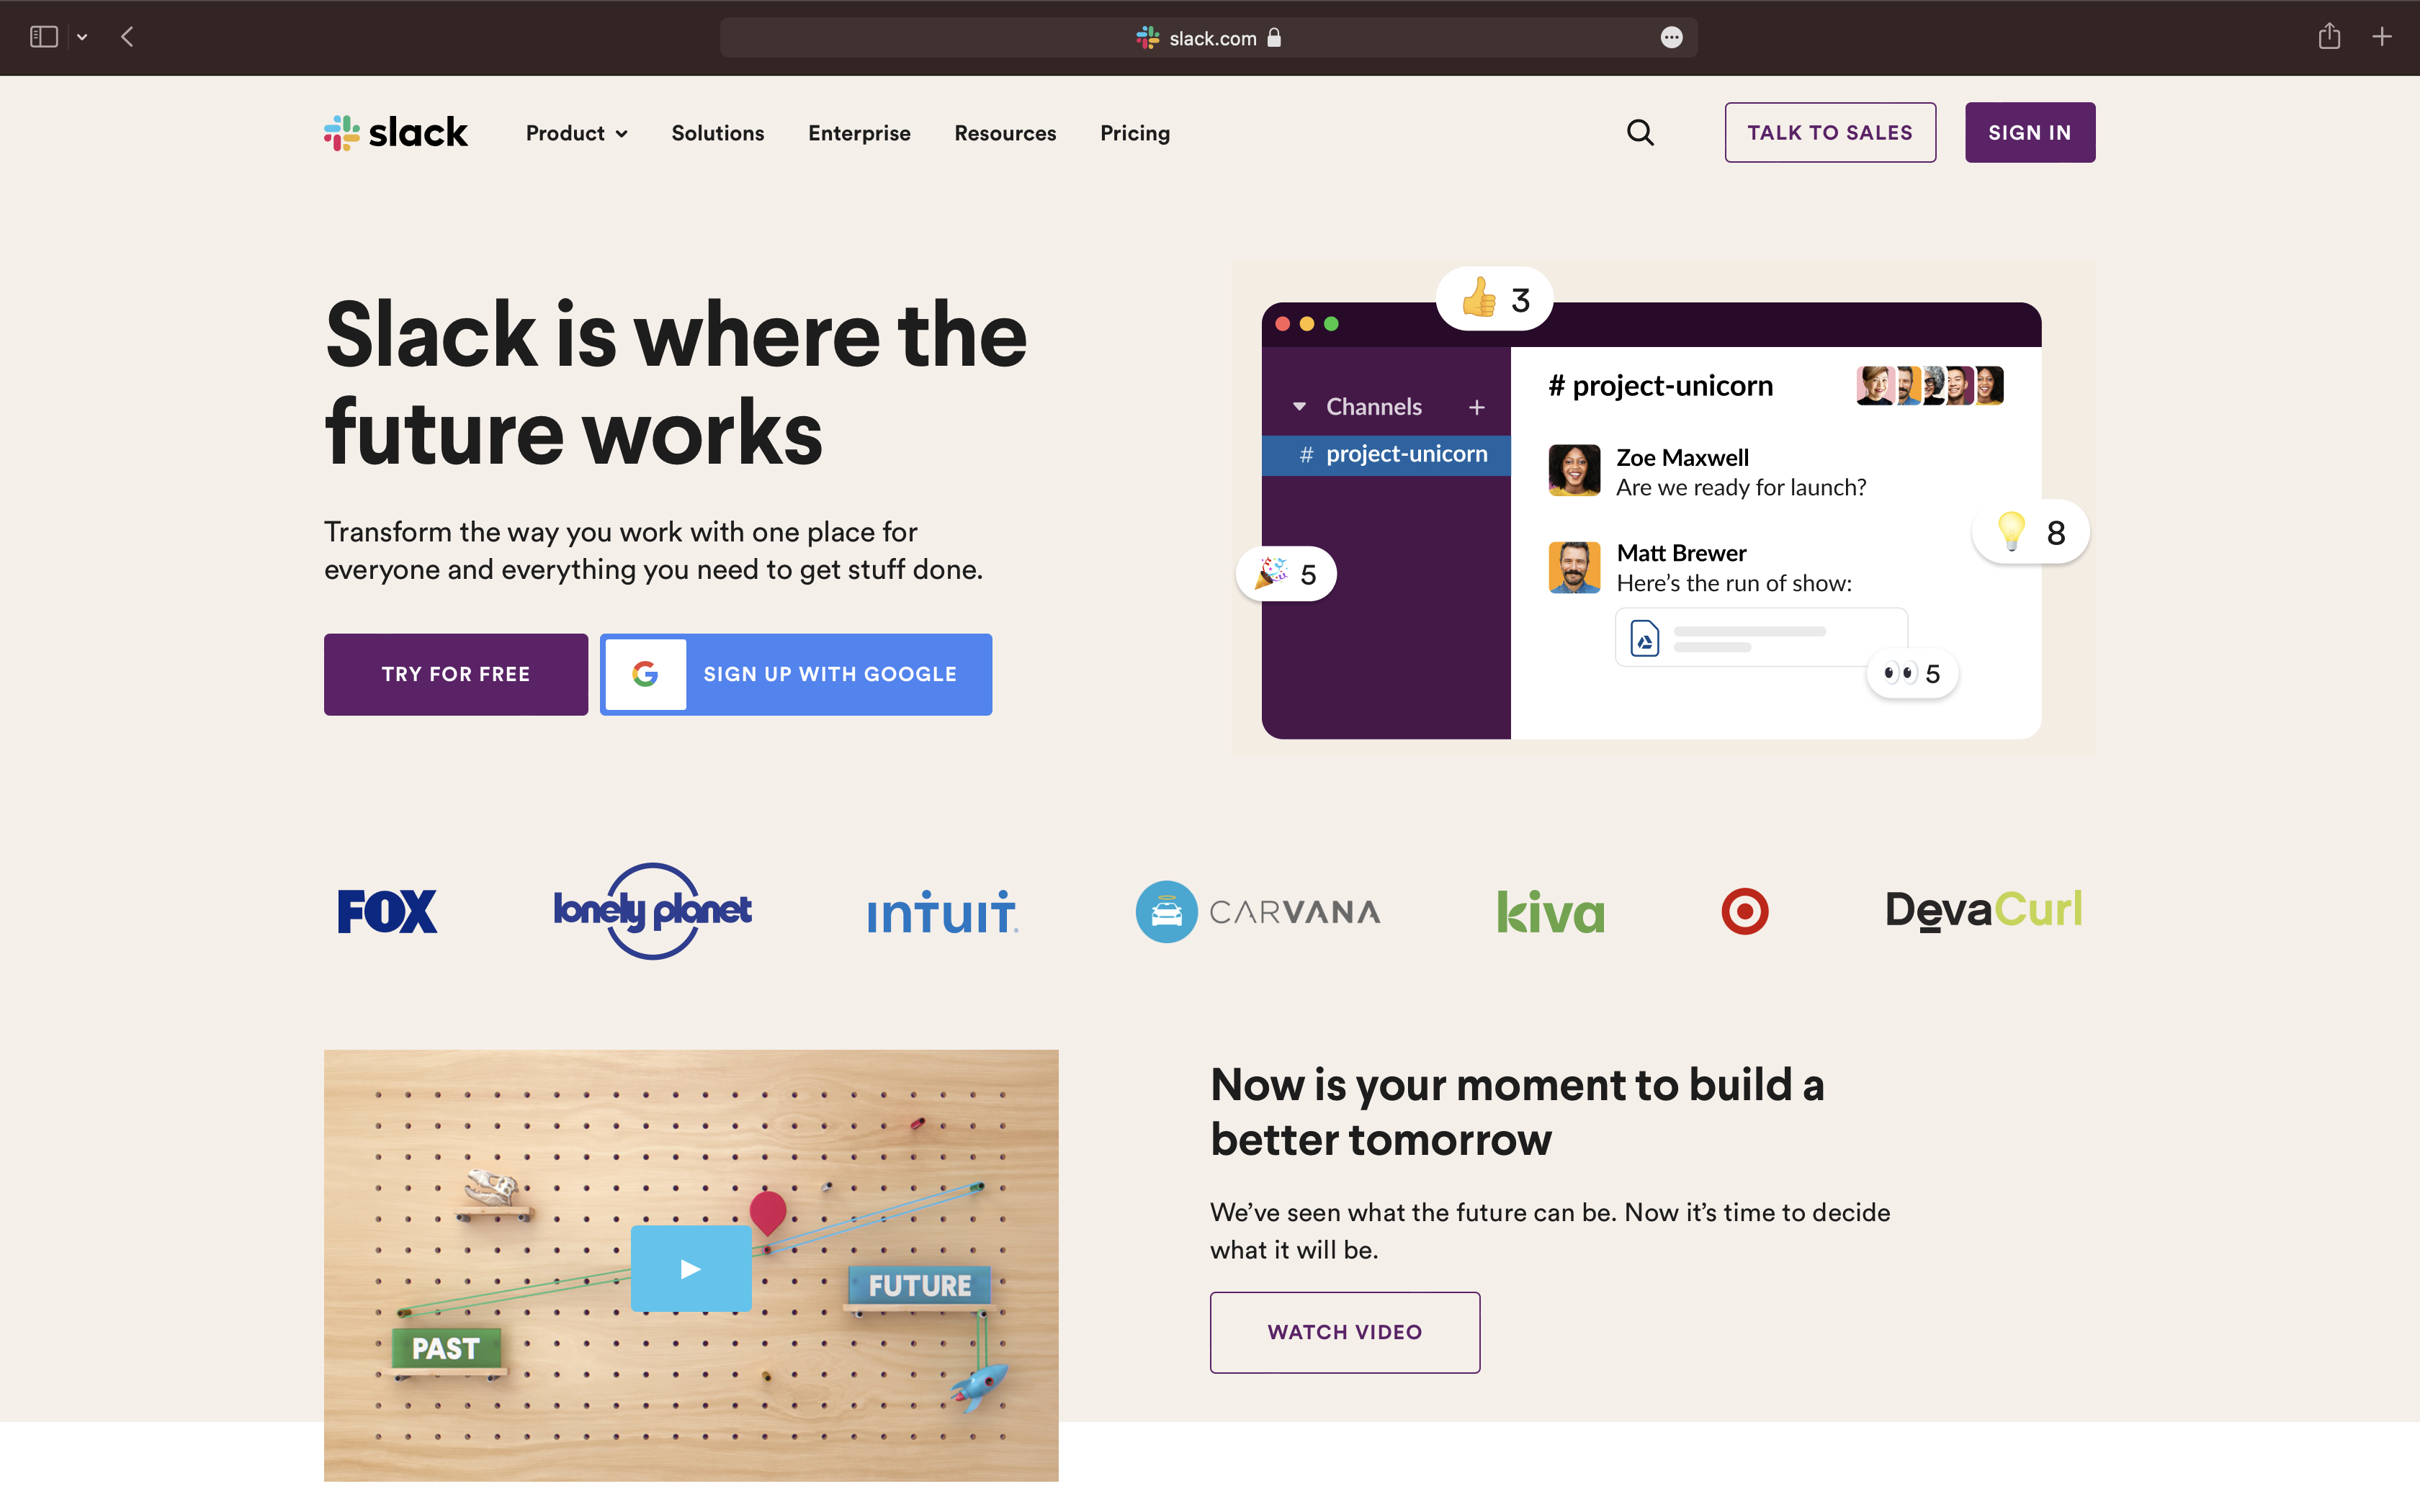 slack.com
slack
Product
Solutions
Enterprise
Resources
Pricing
TALK TO SALES
SIGN IN
Slack is where the
future works
Transform the way you work with one place for
everyone and everything you need to get stuff done.
TRY FOR FREE
G
SIGN UP WITH GOOGLE
3
Channels
+
# project-unicorn
# project-unicorn
Zoe Maxwell
Are we ready for launch?
8
Matt Brewer
Here’s the run of show:
5
5
FOX
lonely planet
intuit.
CARVANA
kiva
DevaCurl
PAST
FUTURE
Now is your moment to build a
better tomorrow
We’ve seen what the future can be. Now it’s time to decide
what it will be.
WATCH VIDEO